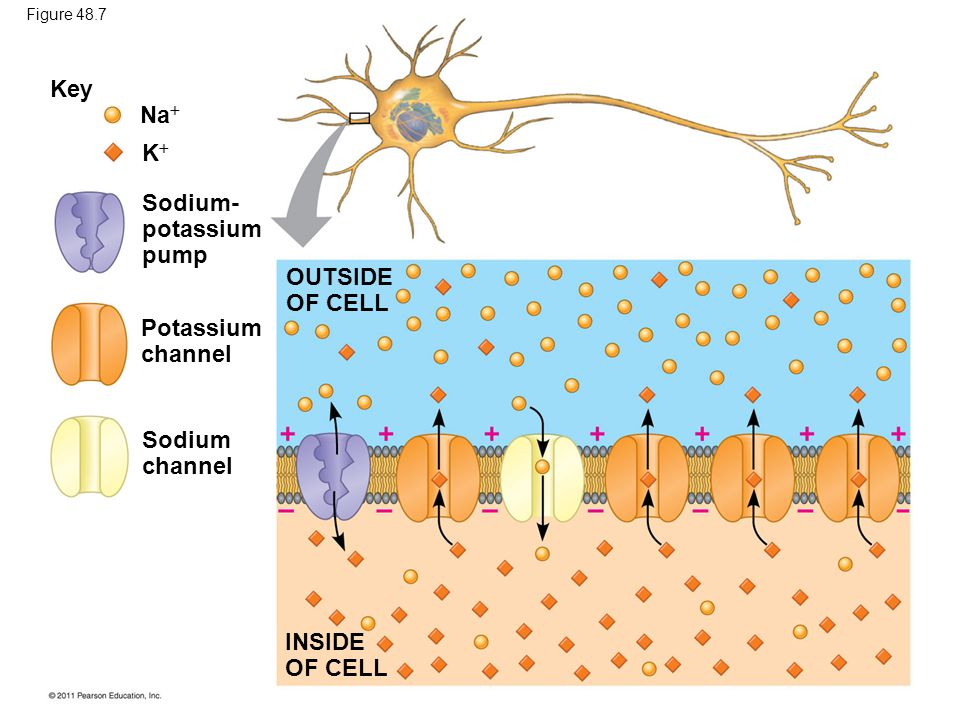 Figure 48.7
Key
Na+
K+
Sodium-
potassium
pump
Potassium
channel
Sodium
channel
OUTSIDE
OF CELL
+ + + + + + +
– – – – – – –
INSIDE
OF CELL
© 2011 Pearson Education, Inc.